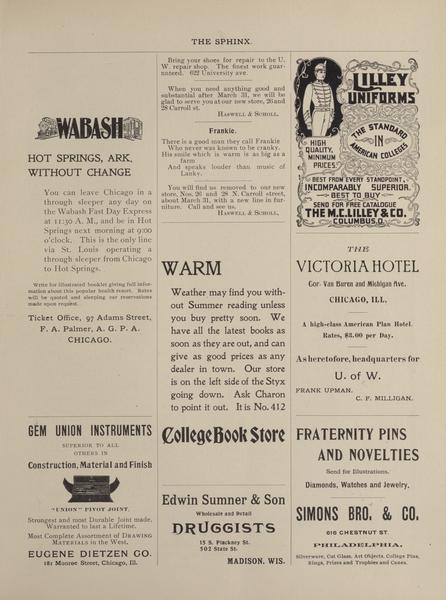 THE SPHINX.
WABASH
HOT SPRINGS, ARK.
WITHOUT CHANGE
You can leave Chicago in a
through sleeper any day on
the Wabash Fast Day Express
at 11:30 A. M., and be in Hot
Springs next morning at 9:00
o'clock. This is the only line
via St. Louis operating a
through sleeper from Chicago
to Hot Springs.
Write for illustrated booklet giving full infor-
mation about this popular health resort. Rates
will be quoted and sleeping car reservations
made upon request.
Ticket Office, 97 Adams Street,
F. A. Palmer, A. G. P. A.
CHICAGO.
GEM UNION INSTRUMENTS
SUPERIOR TO ALL
OTHERS IN
Construction, Material and Finish
"UNION" PIVOT JOINT.
Strongest and most Durable Joint made.
Warranted to last a Lifetime.
Most Complete Assortment of DRAWING
MATERIALS in the West.
EUGENE DIETZGEN CO.
181 Monroe Street, Chicago, Ill.
Bring your shoes for repair to the U.
W. repair shop. The finest work guar-
anteed. 622 University ave.
When you need anything good and
substantial after March 31, we will be
glad to serve you at our new store, 26 and
28 Carroll st.
HASWELL & SCHOLL.
Frankie.
There is a good man they call Frankie
Who never was known to be cranky.
His smile which is warm is as big as a
farm
And speaks louder than music of
Lanky.
You will find us removed to our new
store, Nos. 26 and 28 N. Carroll street,
about March 31, with a new line in fur-
niture. Call and see us.
HASWELL & SCHOLL.
WARM
Weather may find you with-
out Summer reading unless
you buy pretty soon. We
have all the latest books as
soon as they are out, and can
give as good prices as any
dealer in town. Our store
is on the left side of the Styx
going down. Ask Charon
to point it out. It is No. 412
College Book Store
Edwin Sumner & Son
Wholesale and Retail
DRUGGISTS
15 S. Pinckney St.
502 State St.
MADISON, WIS.
LILLEY
UNIFORMS
THE STANDARD
IN
AMERICAN COLLEGES
HIGH
QUALITY,
MINIMUM
PRICES
BEST FROM EVERY STANDPOINT,
INCOMPARABLY SUPERIOR.
BEST TO BUY
SEND FOR FREE CATALOGUE
THE M.C. LILLEY & CO.
COLUMBUS, O.
THE
VICTORIA HOTEL
Cor. Van Buren and Michigan Ave.
CHICAGO, ILL.
A high-class American Plan Hotel.
Rates, $3.00 per Day.
As heretofore, headquarters for
U. of W.
FRANK UPMAN,
C. F. MILLIGAN.
FRATERNITY PINS
AND NOVELTIES
Send for Illustrations.
Diamonds, Watches and Jewelry,
SIMONS BRO. & CO.
616 CHESTNUT ST.
PHILADELPHIA.
Silverware, Cut Glass, Art Objects, College Pins,
Rings, Prizes and Trophies and Canes.